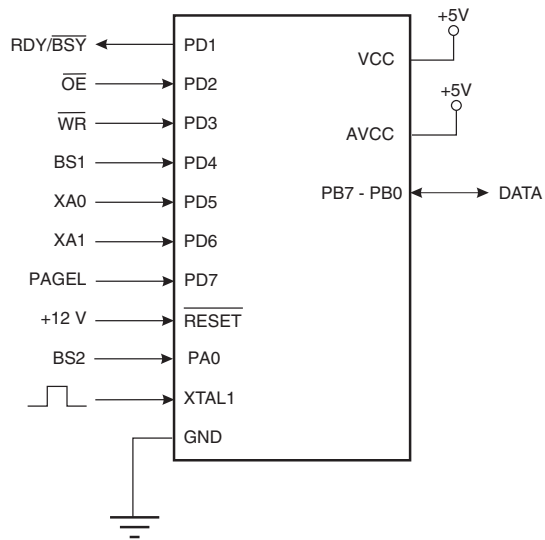 RDY/BSY PD1
OE PD2
WR PD3
BS1 PD4
XA0 PD5
XA1 PD6
PAGEL PD7
+12 V RESET
BS2 PA0
XTAL1
GND
+5V
VCC
+5V
AVCC
PB7 - PB0 DATA